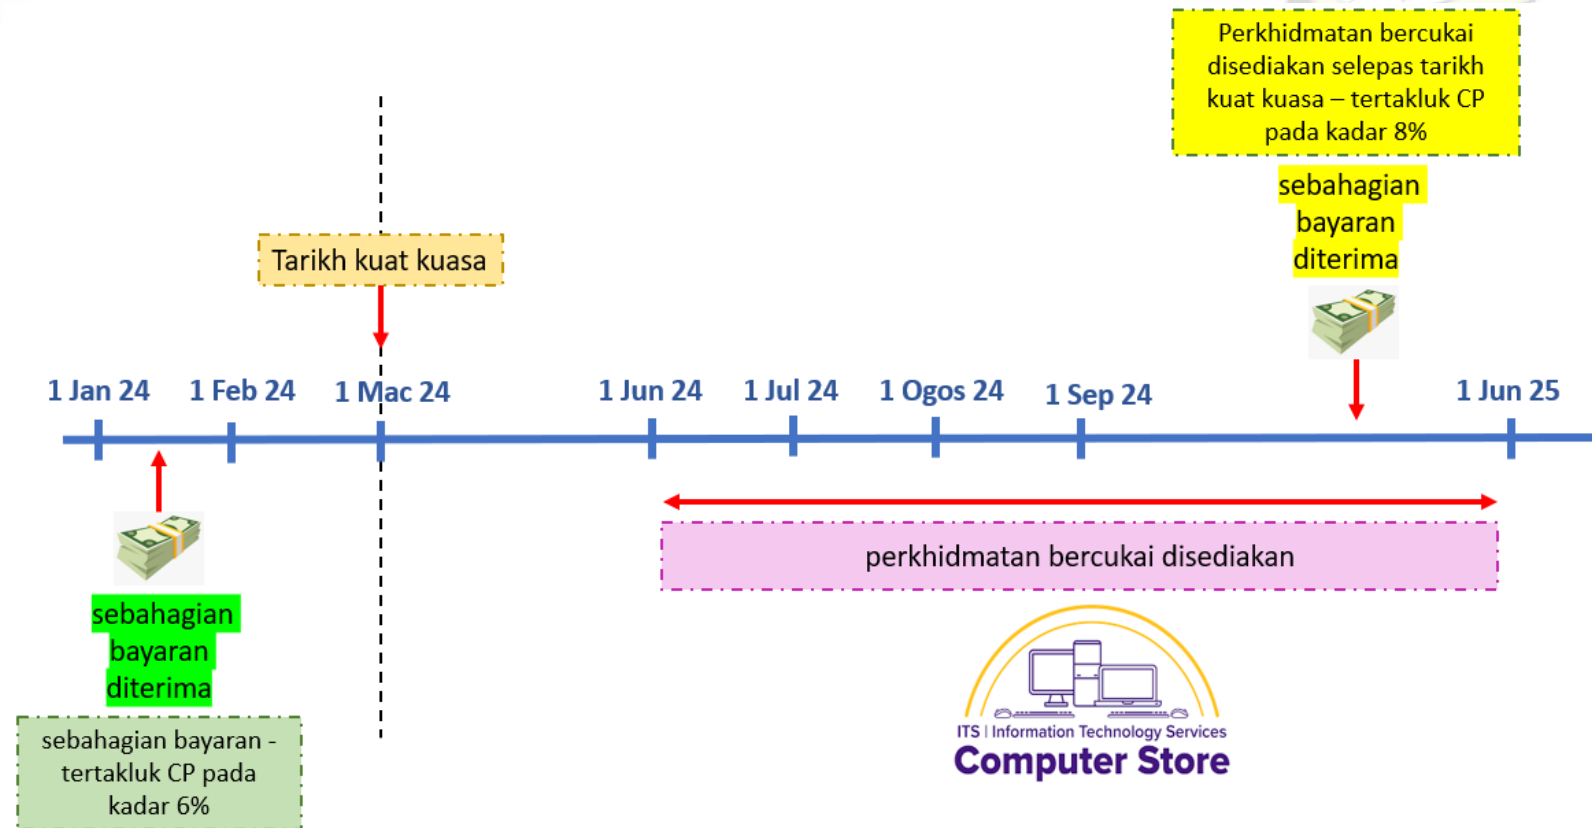 Perkhidmatan bercukai
disediakan selepas tarikh
kuat kuasa – tertakluk CP
pada kadar 8%
sebahagian
bayaran
diterima
Tarikh kuat kuasa
1 Jan 24
1 Feb 24
1 Mac 24
1 Jun 24
1 Jul 24
1 Ogos 24
1 Sep 24
1 Jun 25
perkhidmatan bercukai disediakan
sebahagian
bayaran
diterima
sebahagian bayaran -
tertakluk CP pada
kadar 6%
ITS | Information Technology Services
Computer Store